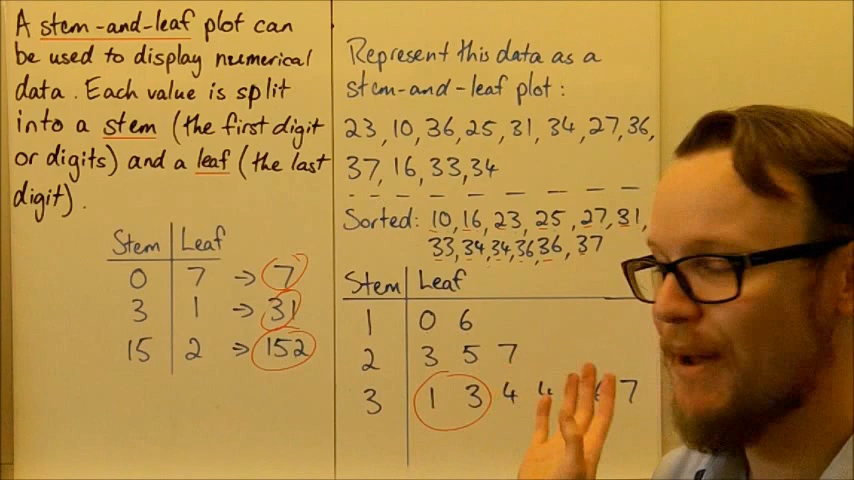 A stem-and-leaf plot can
be used to display numerical
data. Each value is split
into a stem (the first digit
or digits) and a leaf (the last
digit).
Stem Leaf
0 7 → 7
3 1 → 31
15 2 → 152
Represent this data as a
stem-and-leaf plot:
23, 10, 36, 25, 31, 34, 27, 36,
37, 16, 33, 34
Sorted: 10, 16, 23, 25, 27, 31,
33, 34, 34, 36, 36, 37
Stem Leaf
1 0 6
2 3 5 7
3 1 3 4 4 7